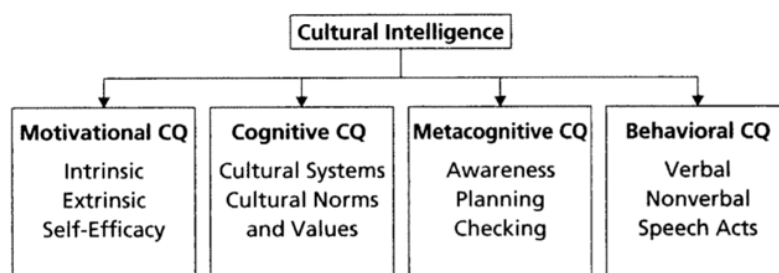 Cultural Intelligence
Motivational CQ
Intrinsic
Extrinsic
Self-Efficacy
Cognitive CQ
Cultural Systems
Cultural Norms
and Values
Metacognitive CQ
Awareness
Planning
Checking
Behavioral CQ
Verbal
Nonverbal
Speech Acts